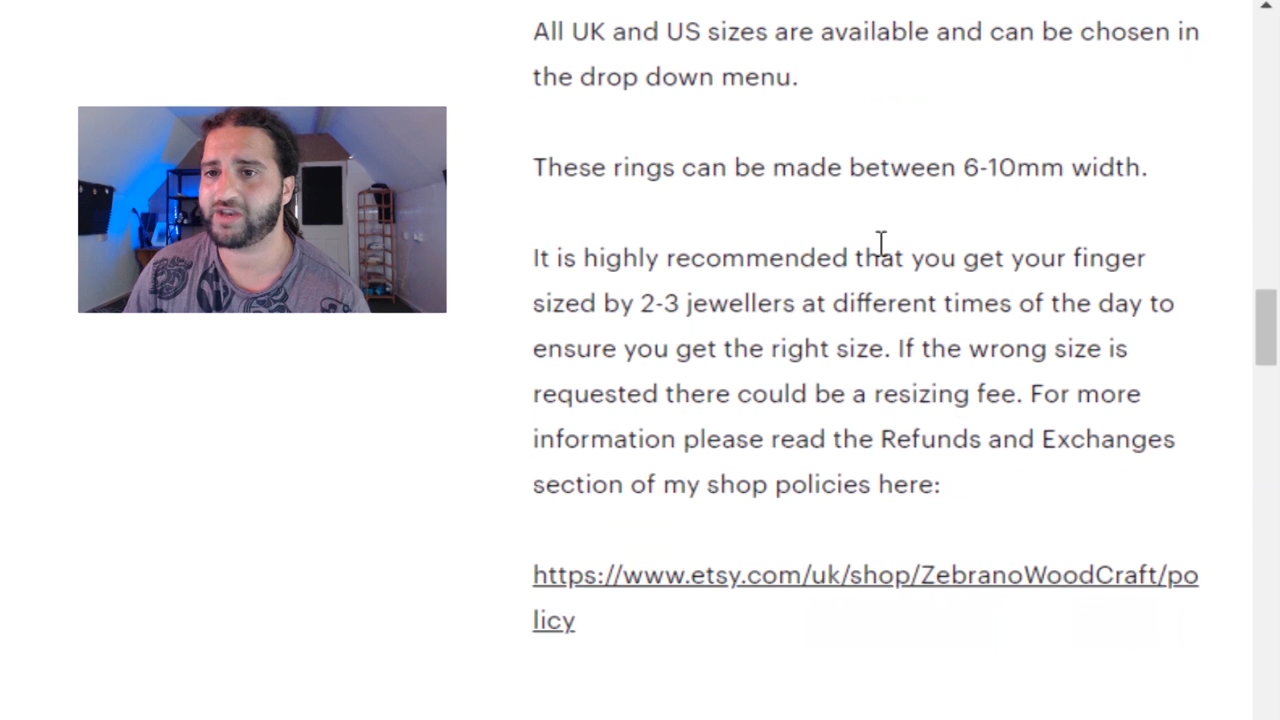 All UK and US sizes are available and can be chosen in
the drop down menu.
These rings can be made between 6-10mm width.
It is highly recommended that you get your finger
sized by 2-3 jewellers at different times of the day to
ensure you get the right size. If the wrong size is
requested there could be a resizing fee. For more
information please read the Refunds and Exchanges
section of my shop policies here:
https://www.etsy.com/uk/shop/ZebranoWoodCraft/po
licy